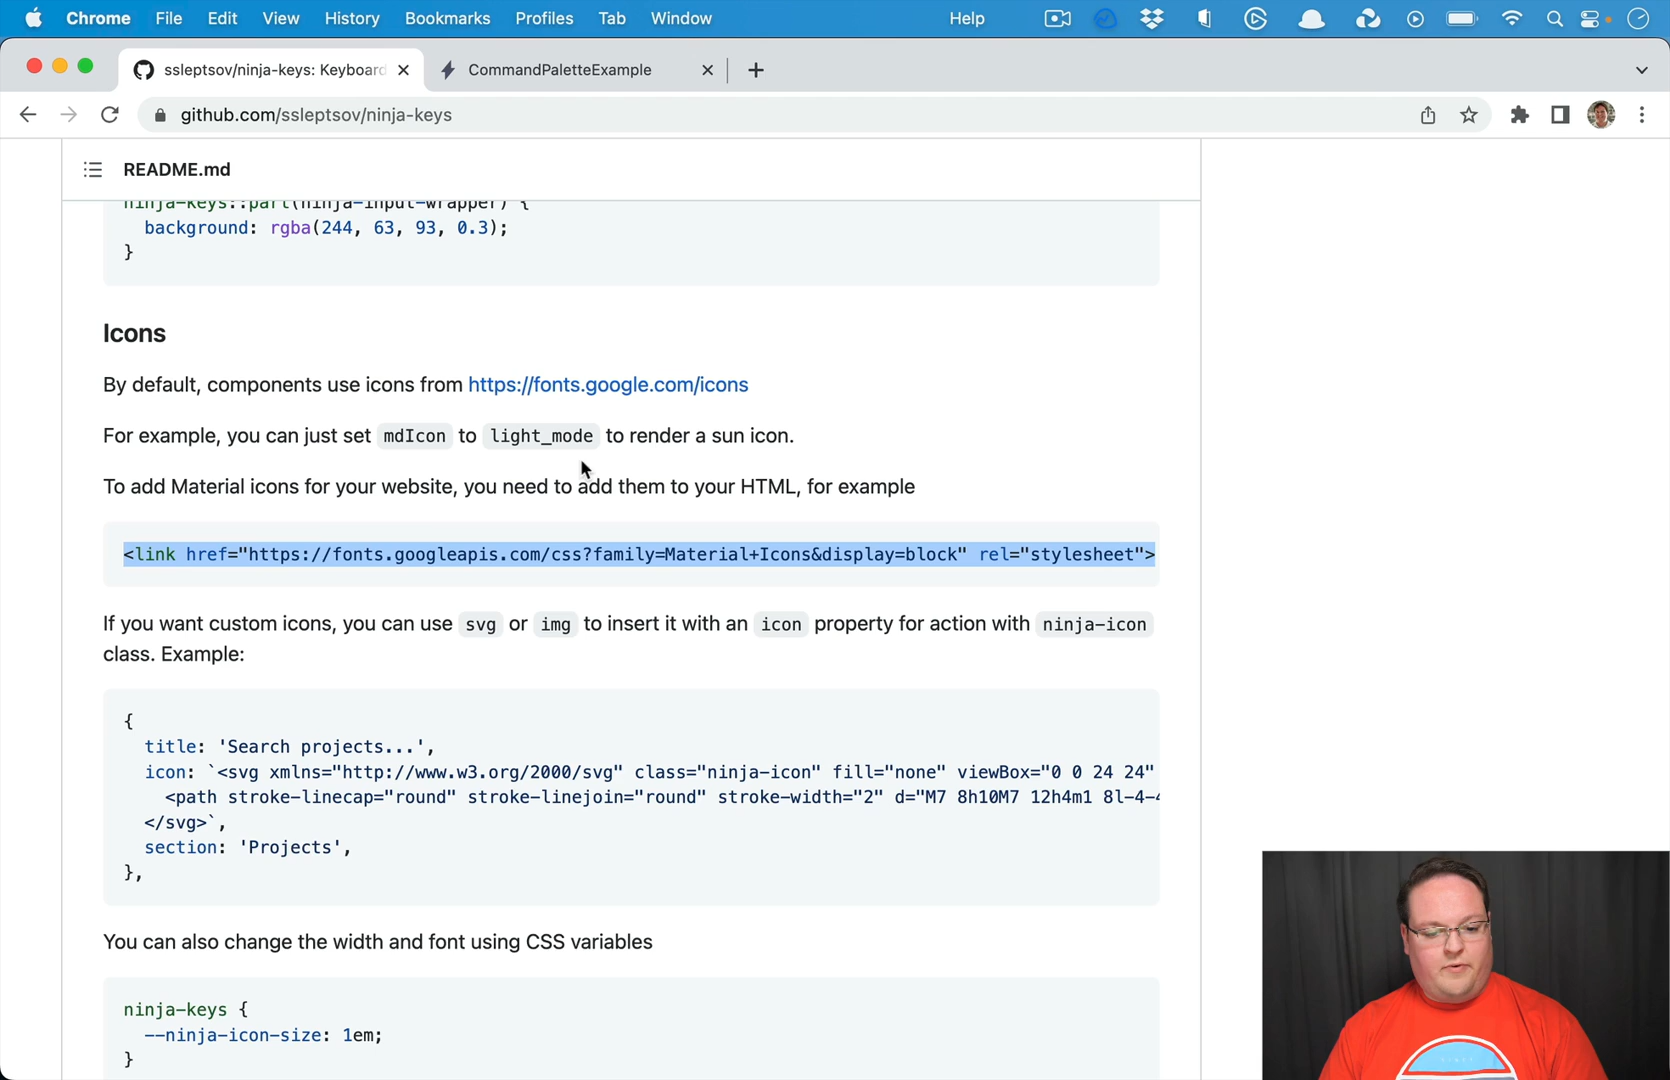 Chrome File Edit View History Bookmarks Profiles Tab Window Help
ssleptsov/ninja-keys: Keyboard
CommandPaletteExample
github.com/ssleptsov/ninja-keys
README.md
ninja-keys::part(ninja-input-wrapper) {
background: rgba(244, 63, 93, 0.3);
}
Icons
By default, components use icons from https://fonts.google.com/icons
For example, you can just set mdIcon to light_mode to render a sun icon.
To add Material icons for your website, you need to add them to your HTML, for example
<link href="https://fonts.googleapis.com/css?family=Material+Icons&display=block" rel="stylesheet">
If you want custom icons, you can use svg or img to insert it with an icon property for action with ninja-icon
class. Example:
{
title: 'Search projects...',
icon: `<svg xmlns="http://www.w3.org/2000/svg" class="ninja-icon" fill="none" viewBox="0 0 24 24"
<path stroke-linecap="round" stroke-linejoin="round" stroke-width="2" d="M7 8h10M7 12h4m1 8l-4-4
</svg>`,
section: 'Projects',
},
You can also change the width and font using CSS variables
ninja-keys {
--ninja-icon-size: 1em;
}